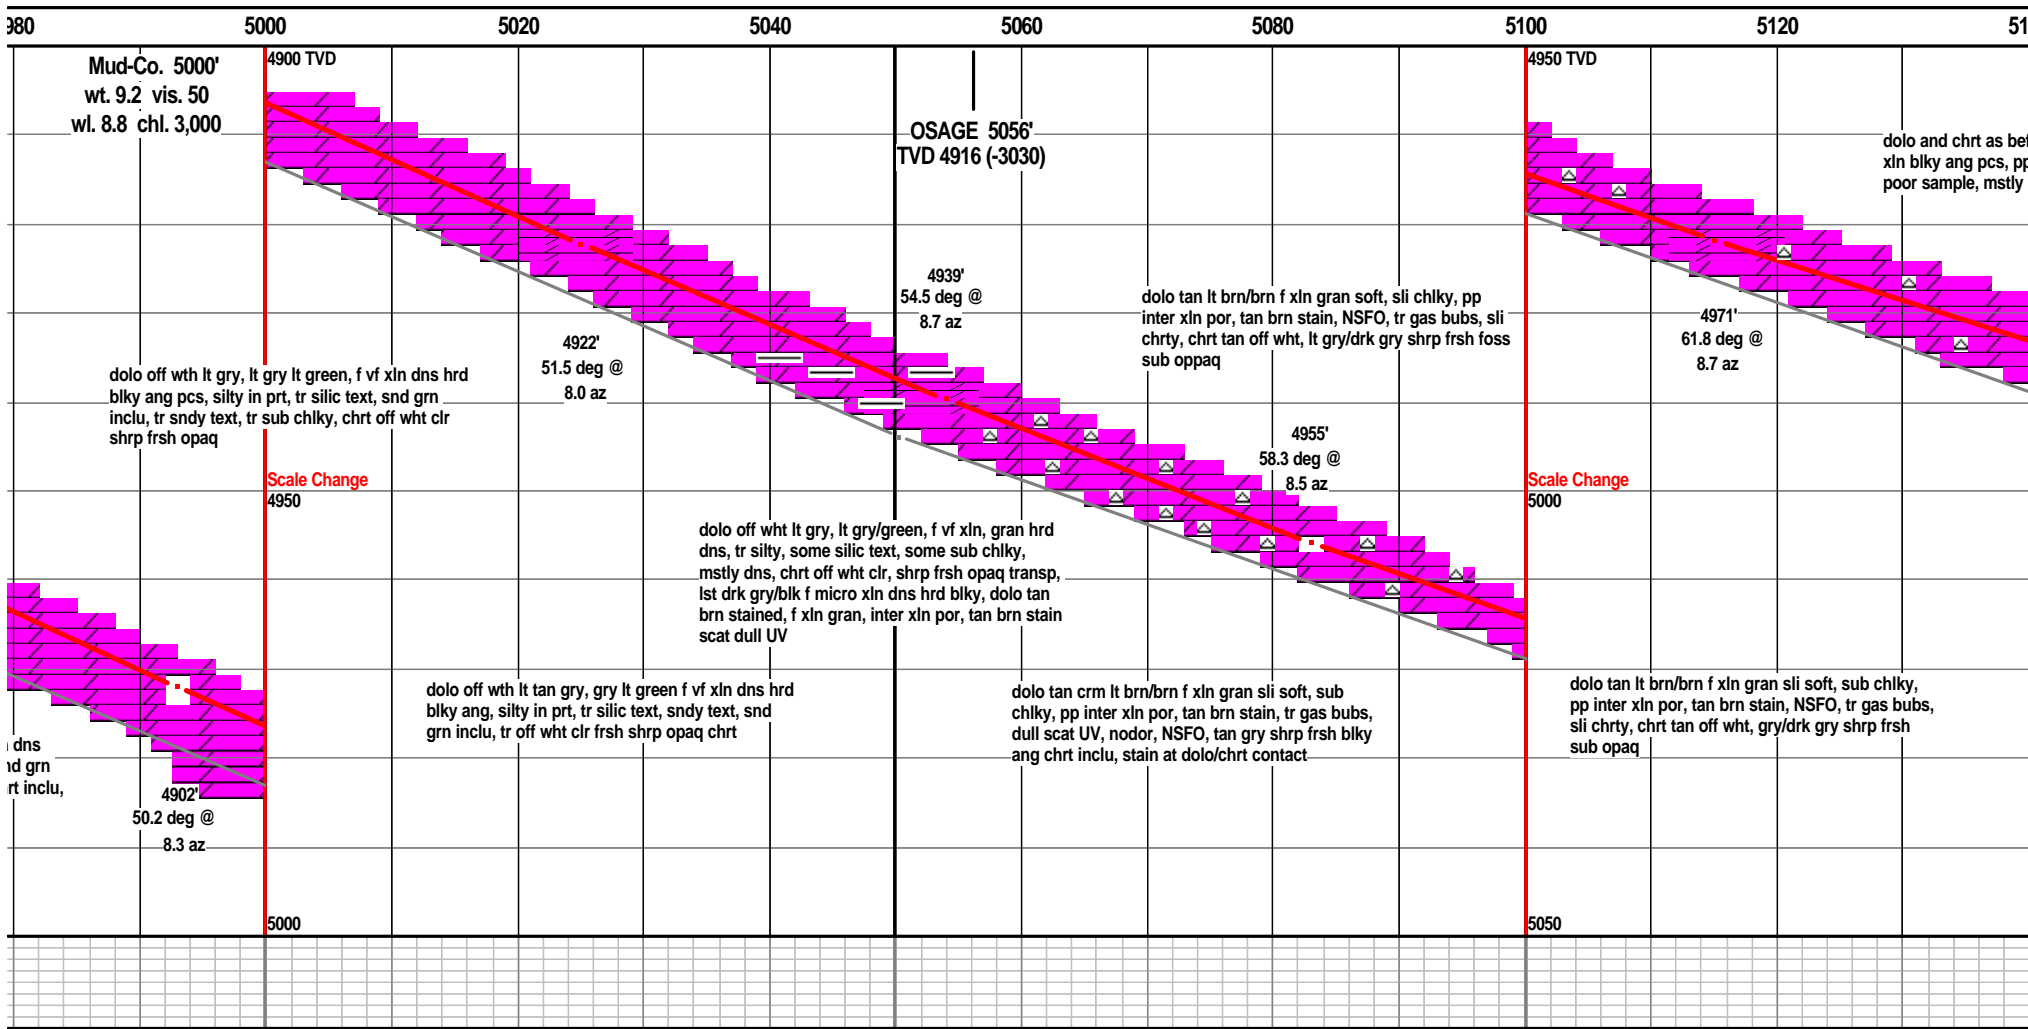 980 5000 5020 5040 5060 5080 5100 5120 51
4900 TVD
4950 TVD
Mud-Co. 5000'
wt. 9.2 vis. 50
wl. 8.8 chl. 3,000
OSAGE 5056'
TVD 4916 (-3030)
dolo and chrt as bef
xln blky ang pcs, pp
poor sample, mstly
4939'
54.5 deg @
8.7 az
dolo tan lt brn/brn f xln gran soft, sli chlky, pp
inter xln por, tan brn stain, NSFO, tr gas bubs, sli
chrty, chrt tan off wht, lt gry/drk gry shrp frsh foss
sub oppaq
4922'
51.5 deg @
8.0 az
4971'
61.8 deg @
8.7 az
dolo off wth lt gry, lt gry lt green, f vf xln dns hrd
blky ang pcs, silty in prt, tr silic text, snd grn
inclu, tr sndy text, tr sub chlky, chrt off wht clr
shrp frsh opaq
4955'
58.3 deg @
8.5 az
Scale Change
4950
Scale Change
5000
dolo off wht lt gry, lt gry/green, f vf xln, gran hrd
dns, tr silty, some silic text, some sub chlky,
mstly dns, chrt off wht clr, shrp frsh opaq transp,
lst drk gry/blk f micro xln dns hrd blky, dolo tan
brn stained, f xln gran, inter xln por, tan brn stain
scat dull UV
dolo off wth lt tan gry, gry lt green f vf xln dns hrd
blky ang, silty in prt, tr silic text, sndy text, snd
grn inclu, tr off wht clr frsh shrp opaq chrt
dolo tan crm lt brn/brn f xln gran sli soft, sub
chlky, pp inter xln por, tan brn stain, tr gas bubs,
dull scat UV, nodor, NSFO, tan gry shrp frsh blky
ang chrt inclu, stain at dolo/chrt contact
dolo tan lt brn/brn f xln gran sli soft, sub chlky,
pp inter xln por, tan brn stain, NSFO, tr gas bubs,
sli chrty, chrt tan off wht, gry/drk gry shrp frsh
sub opaq
dns
nd grn
rt inclu,
4902'
50.2 deg @
8.3 az
5000
5050